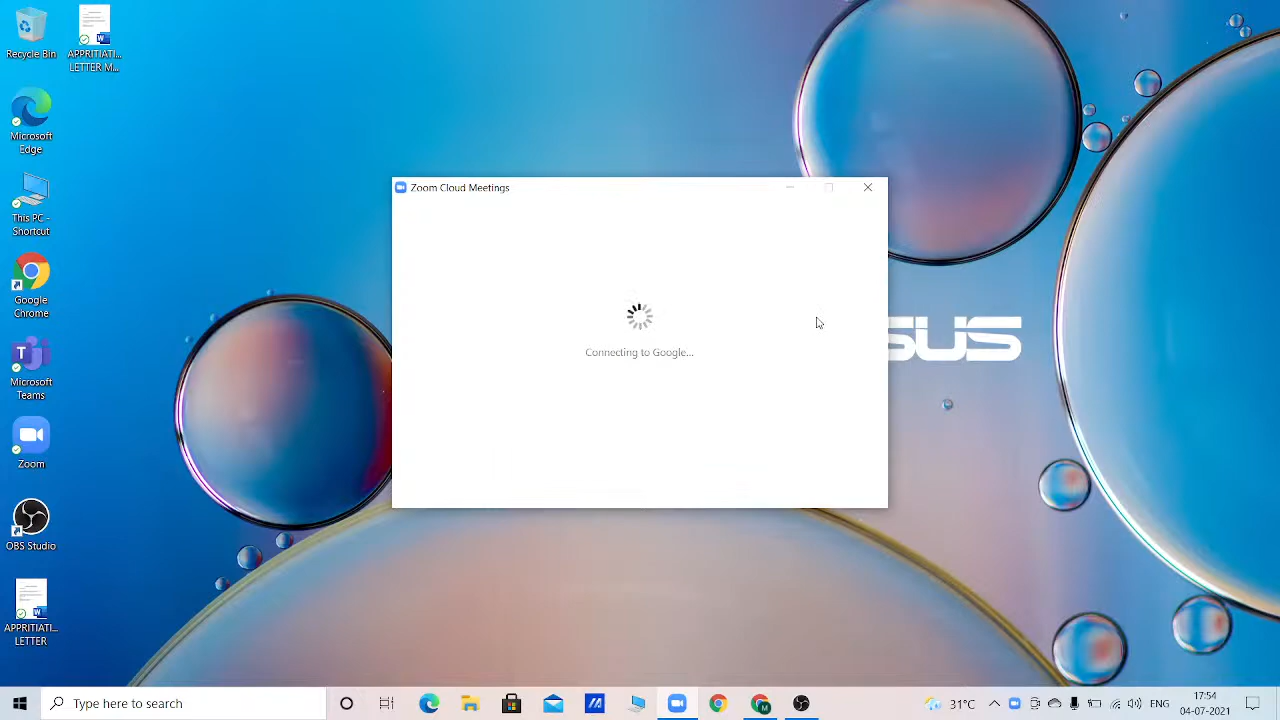 Recycle Bin
APPRITIATI...
LETTER M...
Microsoft
Edge
This PC -
Shortcut
Google
Chrome
Microsoft
Teams
Zoom
OBS Studio
APPRITIATI...
LETTER
Zoom Cloud Meetings
Connecting to Google...
SUS
Type here to search
31°C
ENG
17:54
04-07-2021